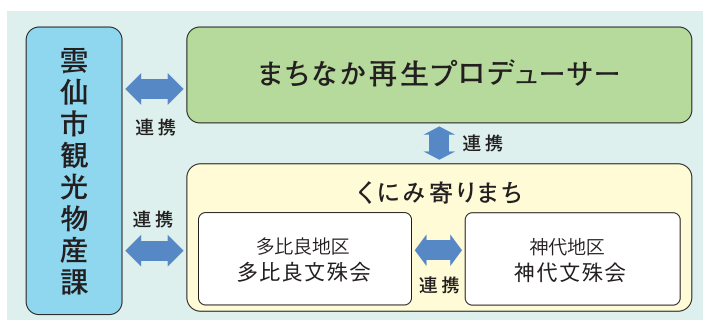 雲仙市観光物産課
まちなか再生プロデューサー
連携
連携
くにみ寄りまち
連携
多比良地区
多比良文殊会
連携
神代地区
神代文殊会